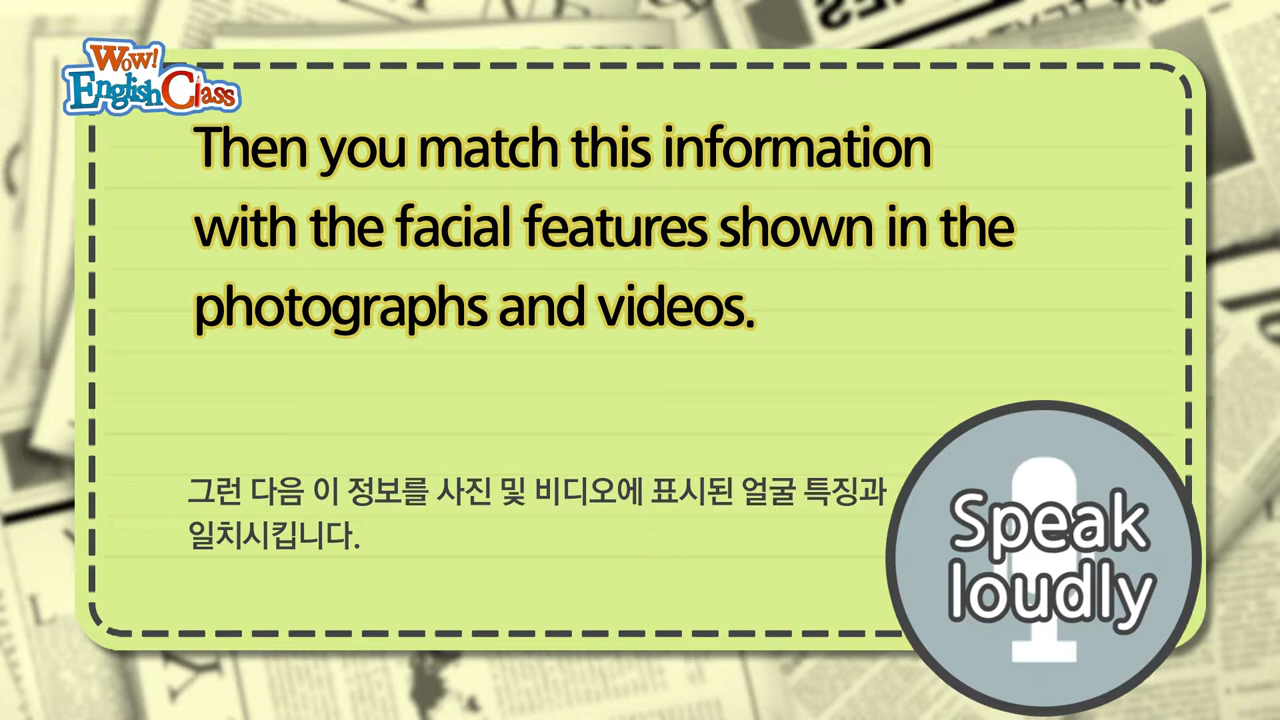 Wow!
English Class
Then you match this information
with the facial features shown in the
photographs and videos.
그런 다음 이 정보를 사진 및 비디오에 표시된 얼굴 특징과
일치시킵니다.
Speak
loudly